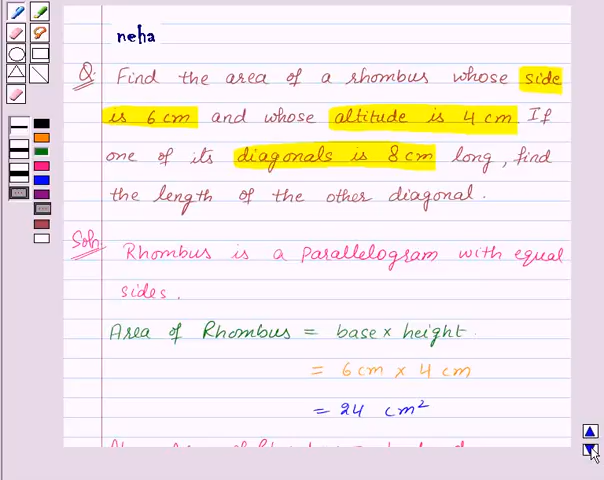 neha
Q. Find the area of a rhombus whose side
is 6 cm and whose altitude is 4 cm If
one of its diagonals is 8 cm long, find
the length of the other diagonal.
Soln. Rhombus is a parallelogram with equal
sides.
Area of Rhombus = base × height.
= 6 cm × 4 cm
= 24 cm²